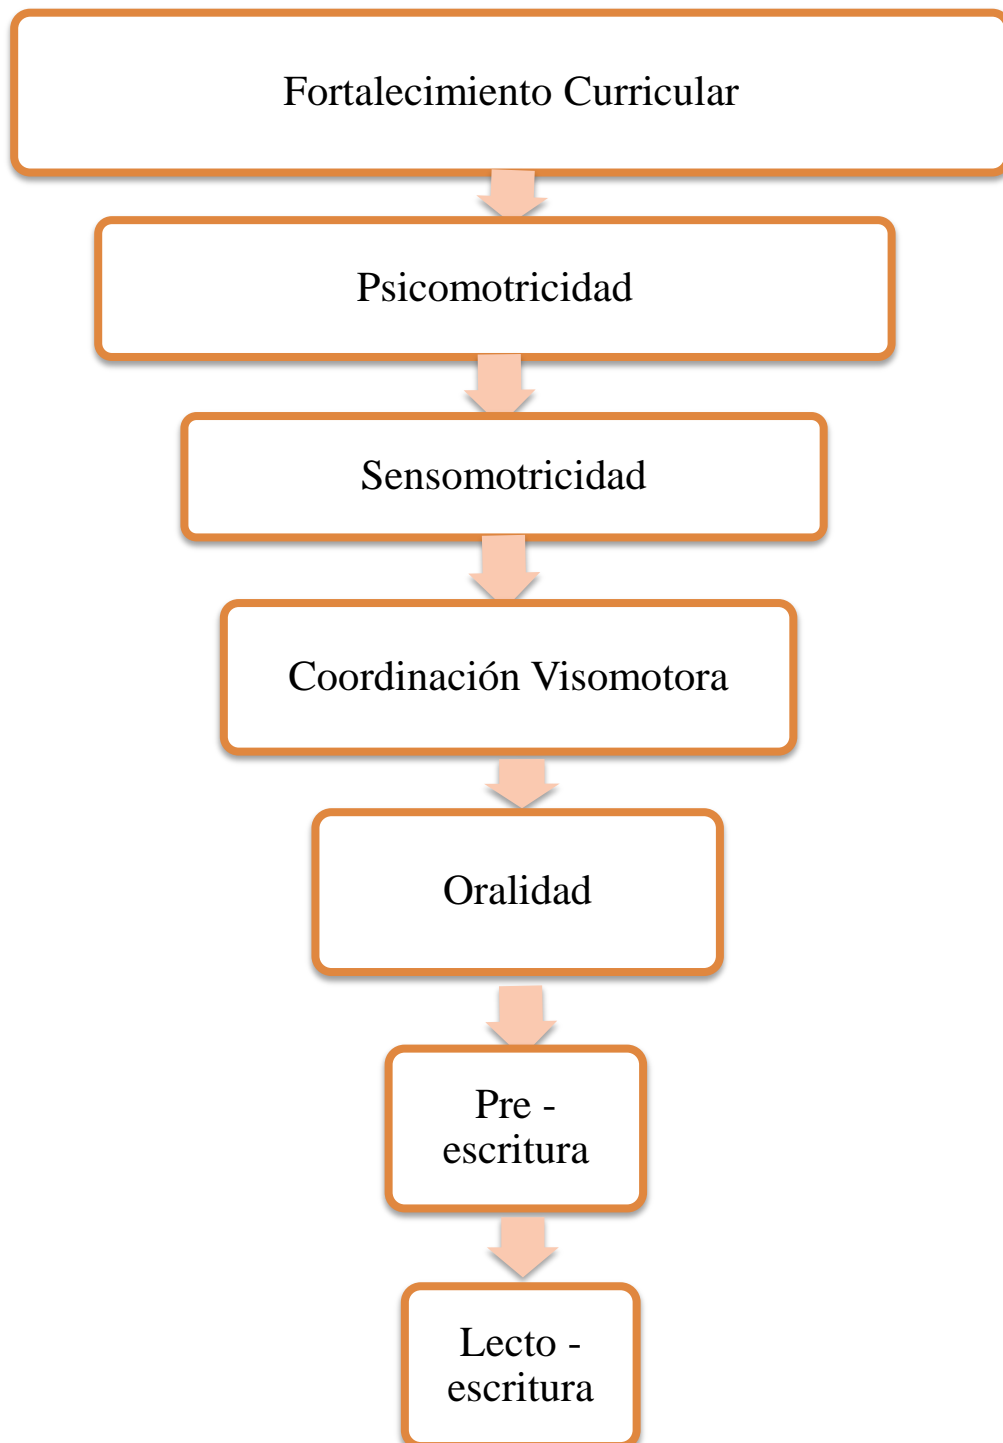 Fortalecimiento Curricular
Psicomotricidad
Sensomotricidad
Coordinación Visomotora
Oralidad
Pre -
escritura
Lecto -
escritura